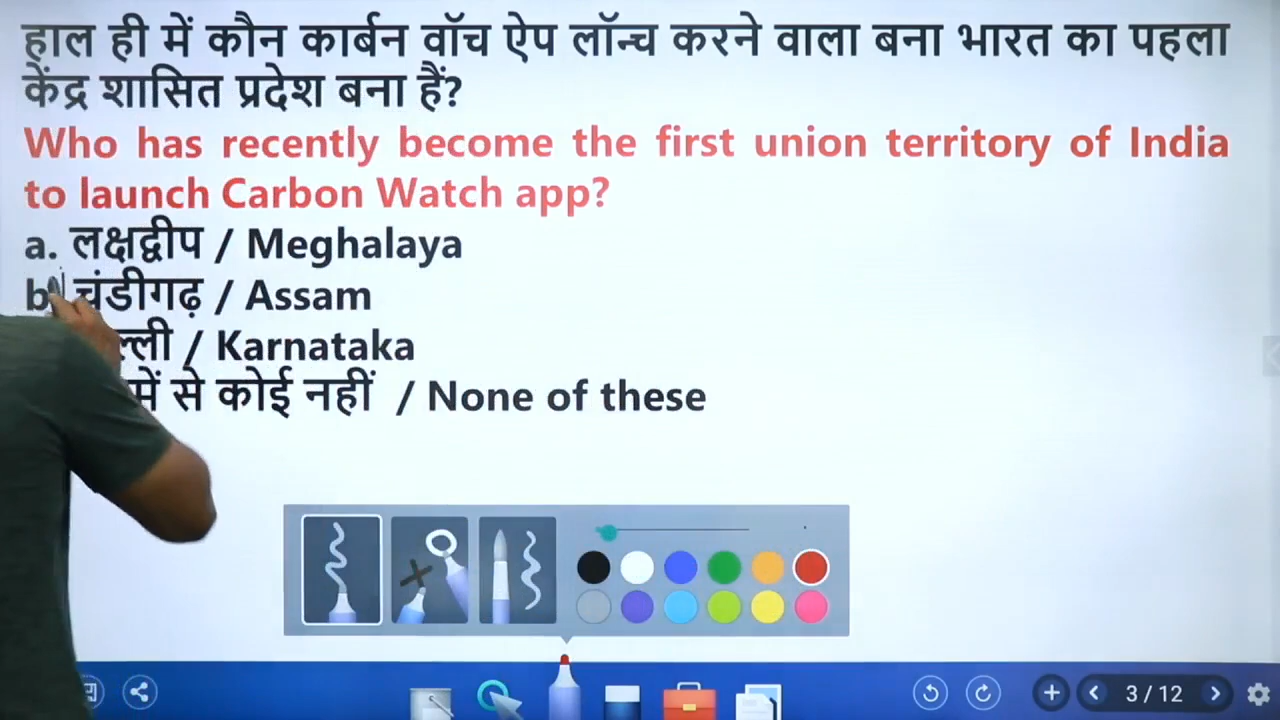 हाल ही में कौन कार्बन वॉच ऐप लॉन्च करने वाला बना भारत का पहला
केंद्र शासित प्रदेश बना हैं?
Who has recently become the first union territory of India
to launch Carbon Watch app?
a. लक्षद्वीप / Meghalaya
b. चंडीगढ़ / Assam
/ Karnataka
में से कोई नहीं / None of these
3 / 12